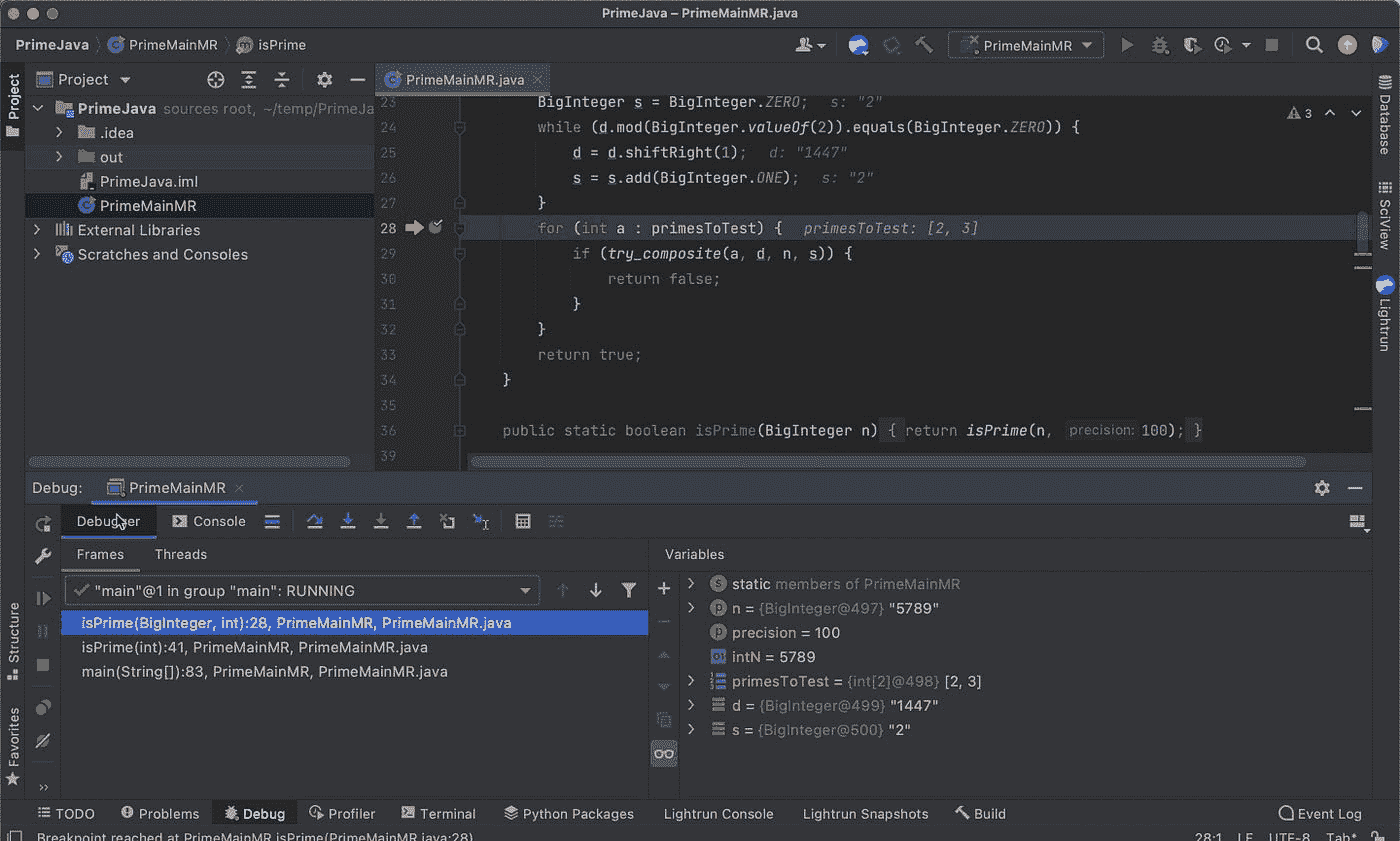 PrimeJava – PrimeMainMR.java
PrimeJava PrimeMainMR isPrime PrimeMainMR
Project
Project
PrimeJava sources root, ~/temp/PrimeJa
.idea
out
PrimeJava.iml
PrimeMainMR
External Libraries
Scratches and Consoles
PrimeMainMR.java
3
23 BigInteger s = BigInteger.ZERO; s: "2"
24 while (d.mod(BigInteger.valueOf(2)).equals(BigInteger.ZERO)) {
25 d = d.shiftRight(1); d: "1447"
26 s = s.add(BigInteger.ONE); s: "2"
27 }
28 for (int a : primesToTest) { primesToTest: [2, 3]
29 if (try_composite(a, d, n, s)) {
30 return false;
31 }
32 }
33 return true;
34 }
35
36 public static boolean isPrime(BigInteger n) { return isPrime(n, precision: 100); }
39
Database
SciView
Lightrun
Debug: PrimeMainMR
Debugger Console
Frames Threads
"main"@1 in group "main": RUNNING
isPrime(BigInteger, int):28, PrimeMainMR, PrimeMainMR.java
isPrime(int):41, PrimeMainMR, PrimeMainMR.java
main(String[]):83, PrimeMainMR, PrimeMainMR.java
Variables
static members of PrimeMainMR
n = {BigInteger@497} "5789"
precision = 100
intN = 5789
primesToTest = {int[2]@498} [2, 3]
d = {BigInteger@499} "1447"
s = {BigInteger@500} "2"
Structure
Favorites
TODO Problems Debug Profiler Terminal Python Packages Lightrun Console Lightrun Snapshots Build Event Log
Breakpoint reached at PrimeMainMR.isPrime(PrimeMainMR.java:28) 28:1 LF UTF-8 Tab*